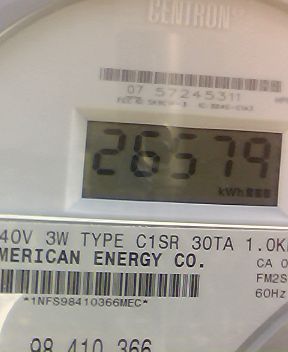 CENTRON
07 57245311
26579
kWh
40V 3W TYPE C1SR 30TA 1.0K
MERICAN ENERGY CO.
CA 0
FM2S
60Hz
*1NFS98410366MEC*
98 410 366